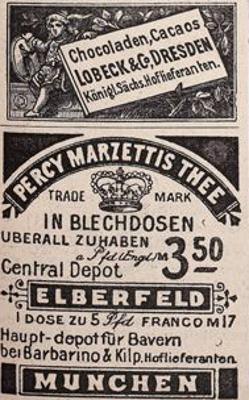 Chocoladen, Cacaos
LOBECK & Co, DRESDEN
Königl. Sächs. Hoflieferanten.
PERCY MARZETTIS THEE
TRADE MARK
IN BLECHDOSEN
UBERALL ZUHABEN
a Pfd (Engl) M 3.50
Central Depot
ELBERFELD
1 DOSE ZU 5 Pfd FRANCO M 17
Haupt-depot für Bayern
bei Barbarino & Kilp. Hoflieferanten.
MUNCHEN